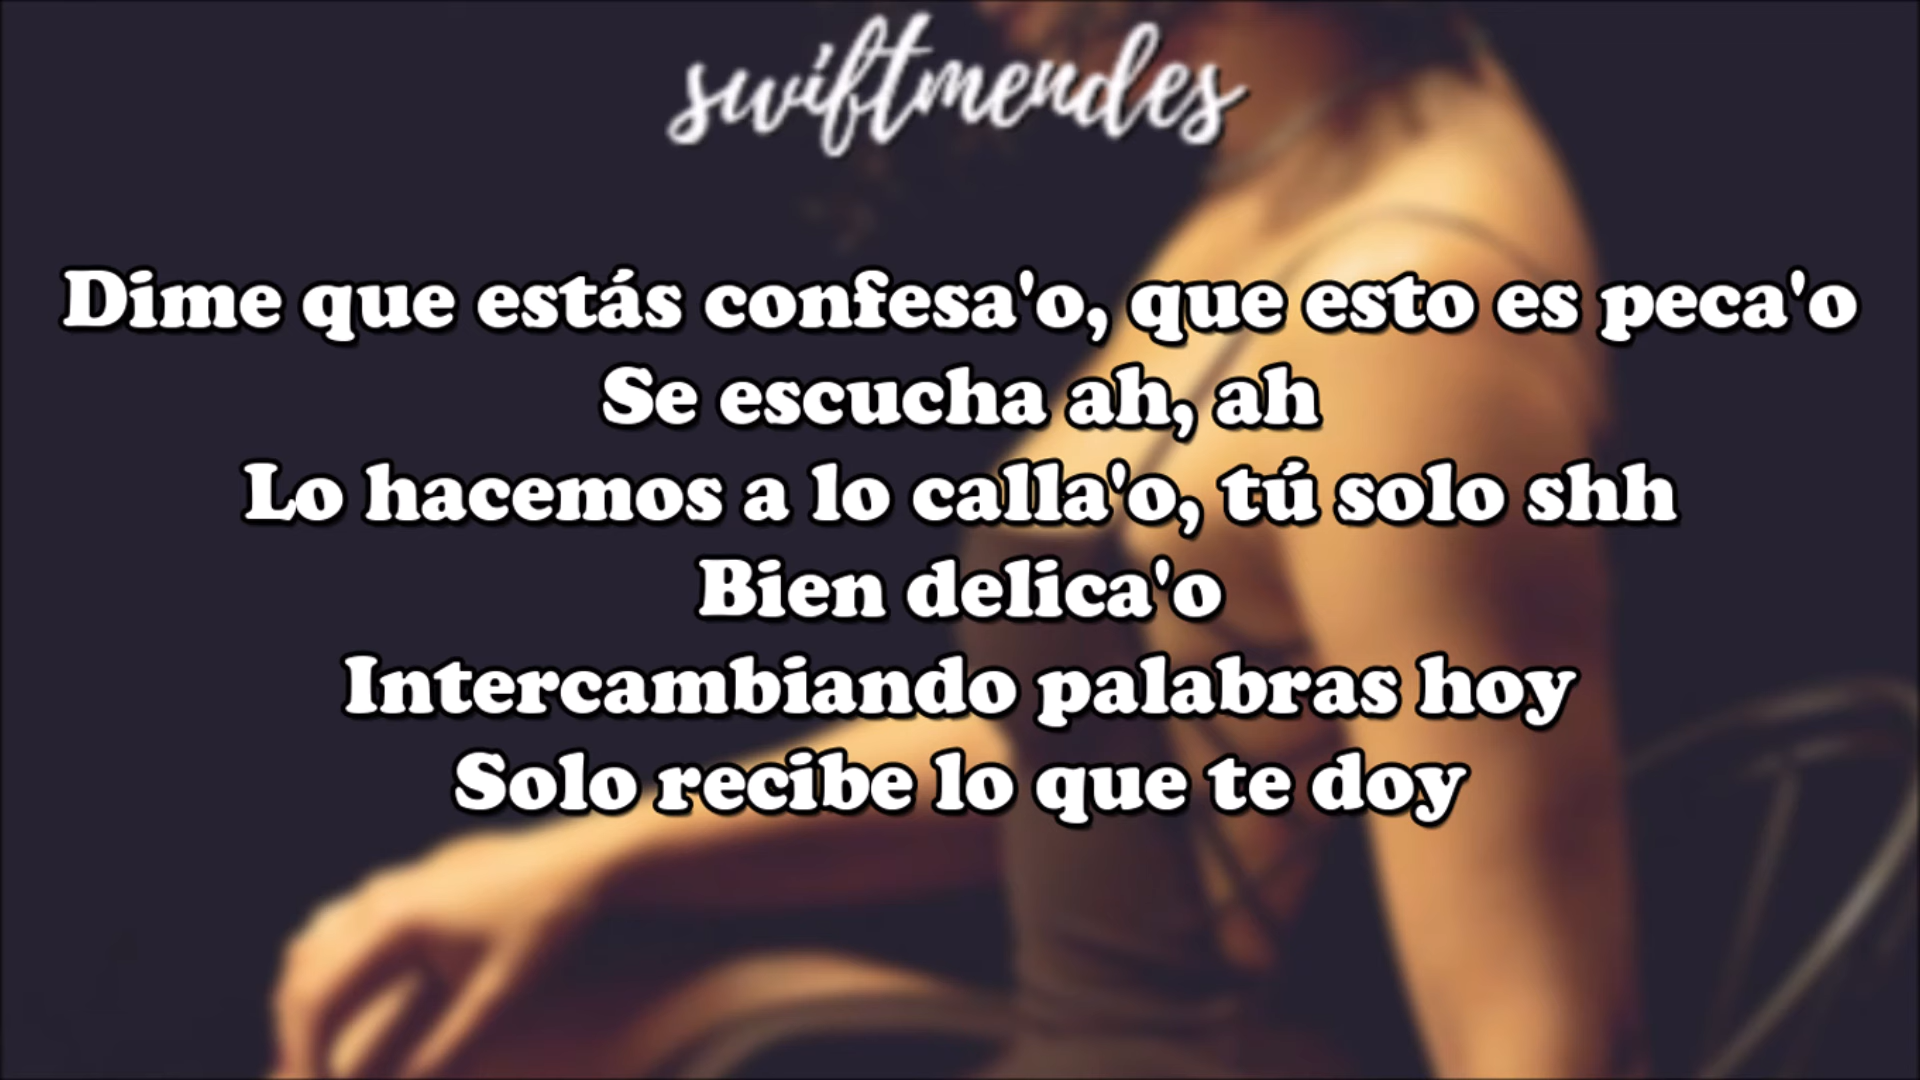 swiftmendes
Dime que estás confesa'o, que esto es peca'o
Se escucha ah, ah
Lo hacemos a lo calla'o, tú solo shh
Bien delica'o
Intercambiando palabras hoy
Solo recibe lo que te doy